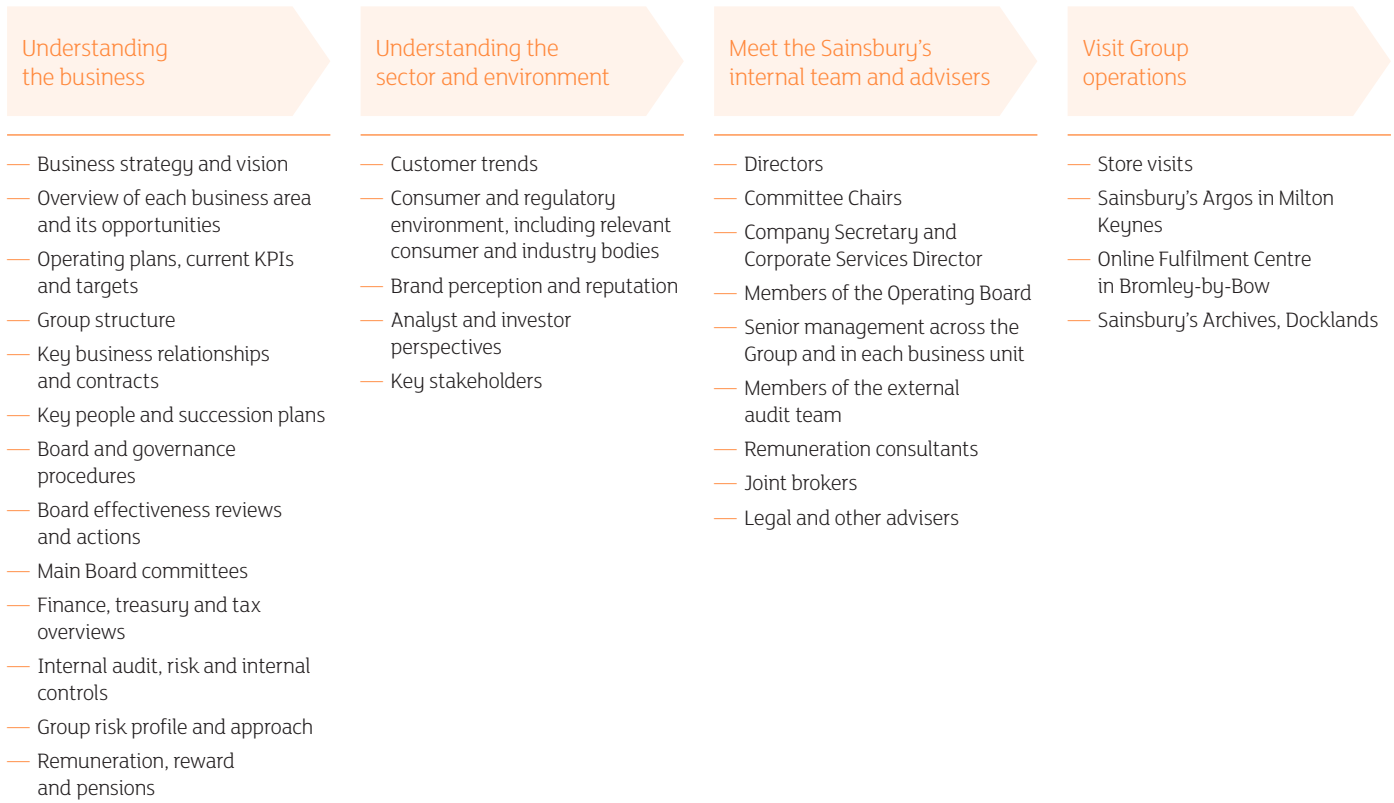 Understanding
the business
— Business strategy and vision
— Overview of each business area
and its opportunities
— Operating plans, current KPIs
and targets
— Group structure
— Key business relationships
and contracts
— Key people and succession plans
— Board and governance
procedures
— Board effectiveness reviews
and actions
— Main Board committees
— Finance, treasury and tax
overviews
— Internal audit, risk and internal
controls
— Group risk profile and approach
— Remuneration, reward
and pensions
Understanding the
sector and environment
— Customer trends
— Consumer and regulatory
environment, including relevant
consumer and industry bodies
— Brand perception and reputation
— Analyst and investor
perspectives
— Key stakeholders
Meet the Sainsbury's
internal team and advisers
— Directors
— Committee Chairs
— Company Secretary and
Corporate Services Director
— Members of the Operating Board
— Senior management across the
Group and in each business unit
— Members of the external
audit team
— Remuneration consultants
— Joint brokers
— Legal and other advisers
Visit Group
operations
— Store visits
— Sainsbury's Argos in Milton
Keynes
— Online Fulfilment Centre
in Bromley-by-Bow
— Sainsbury's Archives, Docklands